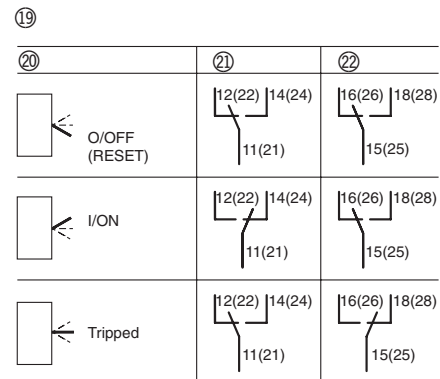 ⑲
⑳ ㉑ ㉒
12(22) 14(24) 16(26) 18(28)
O/OFF
(RESET)
11(21) 15(25)
12(22) 14(24) 16(26) 18(28)
I/ON
11(21) 15(25)
12(22) 14(24) 16(26) 18(28)
Tripped
11(21) 15(25)